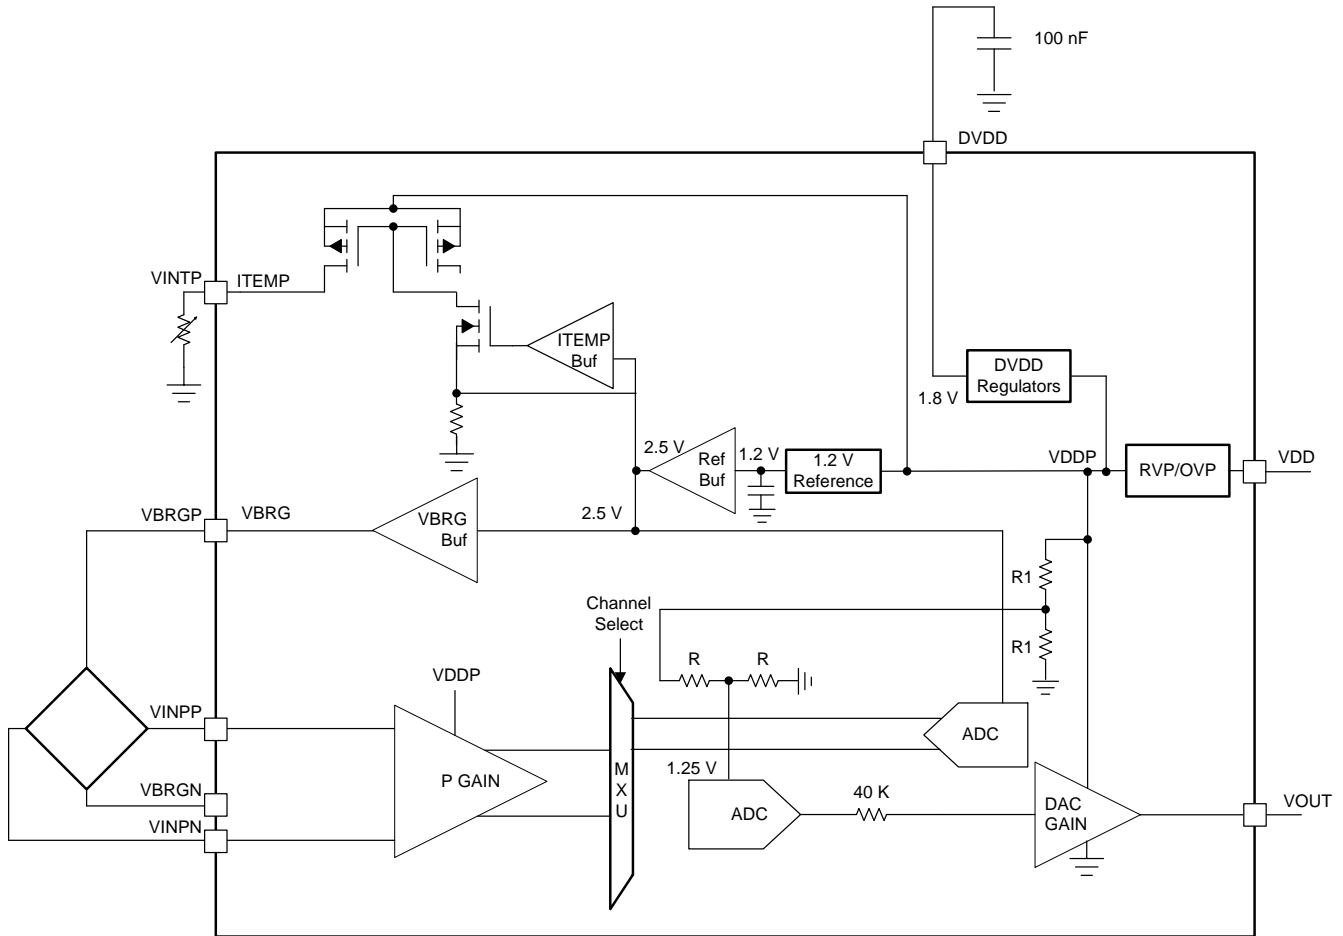 100 nF
DVDD
VINTP
ITEMP
ITEMP
Buf
DVDD
Regulators
1.8 V
2.5 V
Ref
Buf
1.2 V
1.2 V
Reference
VDDP
RVP/OVP
VDD
VBRGP
VBRG
VBRG
Buf
2.5 V
R1
R1
Channel
Select
R
R
VDDP
VINPP
P GAIN
M
X
U
ADC
1.25 V
VBRGN
VINPN
ADC
40 K
DAC
GAIN
VOUT